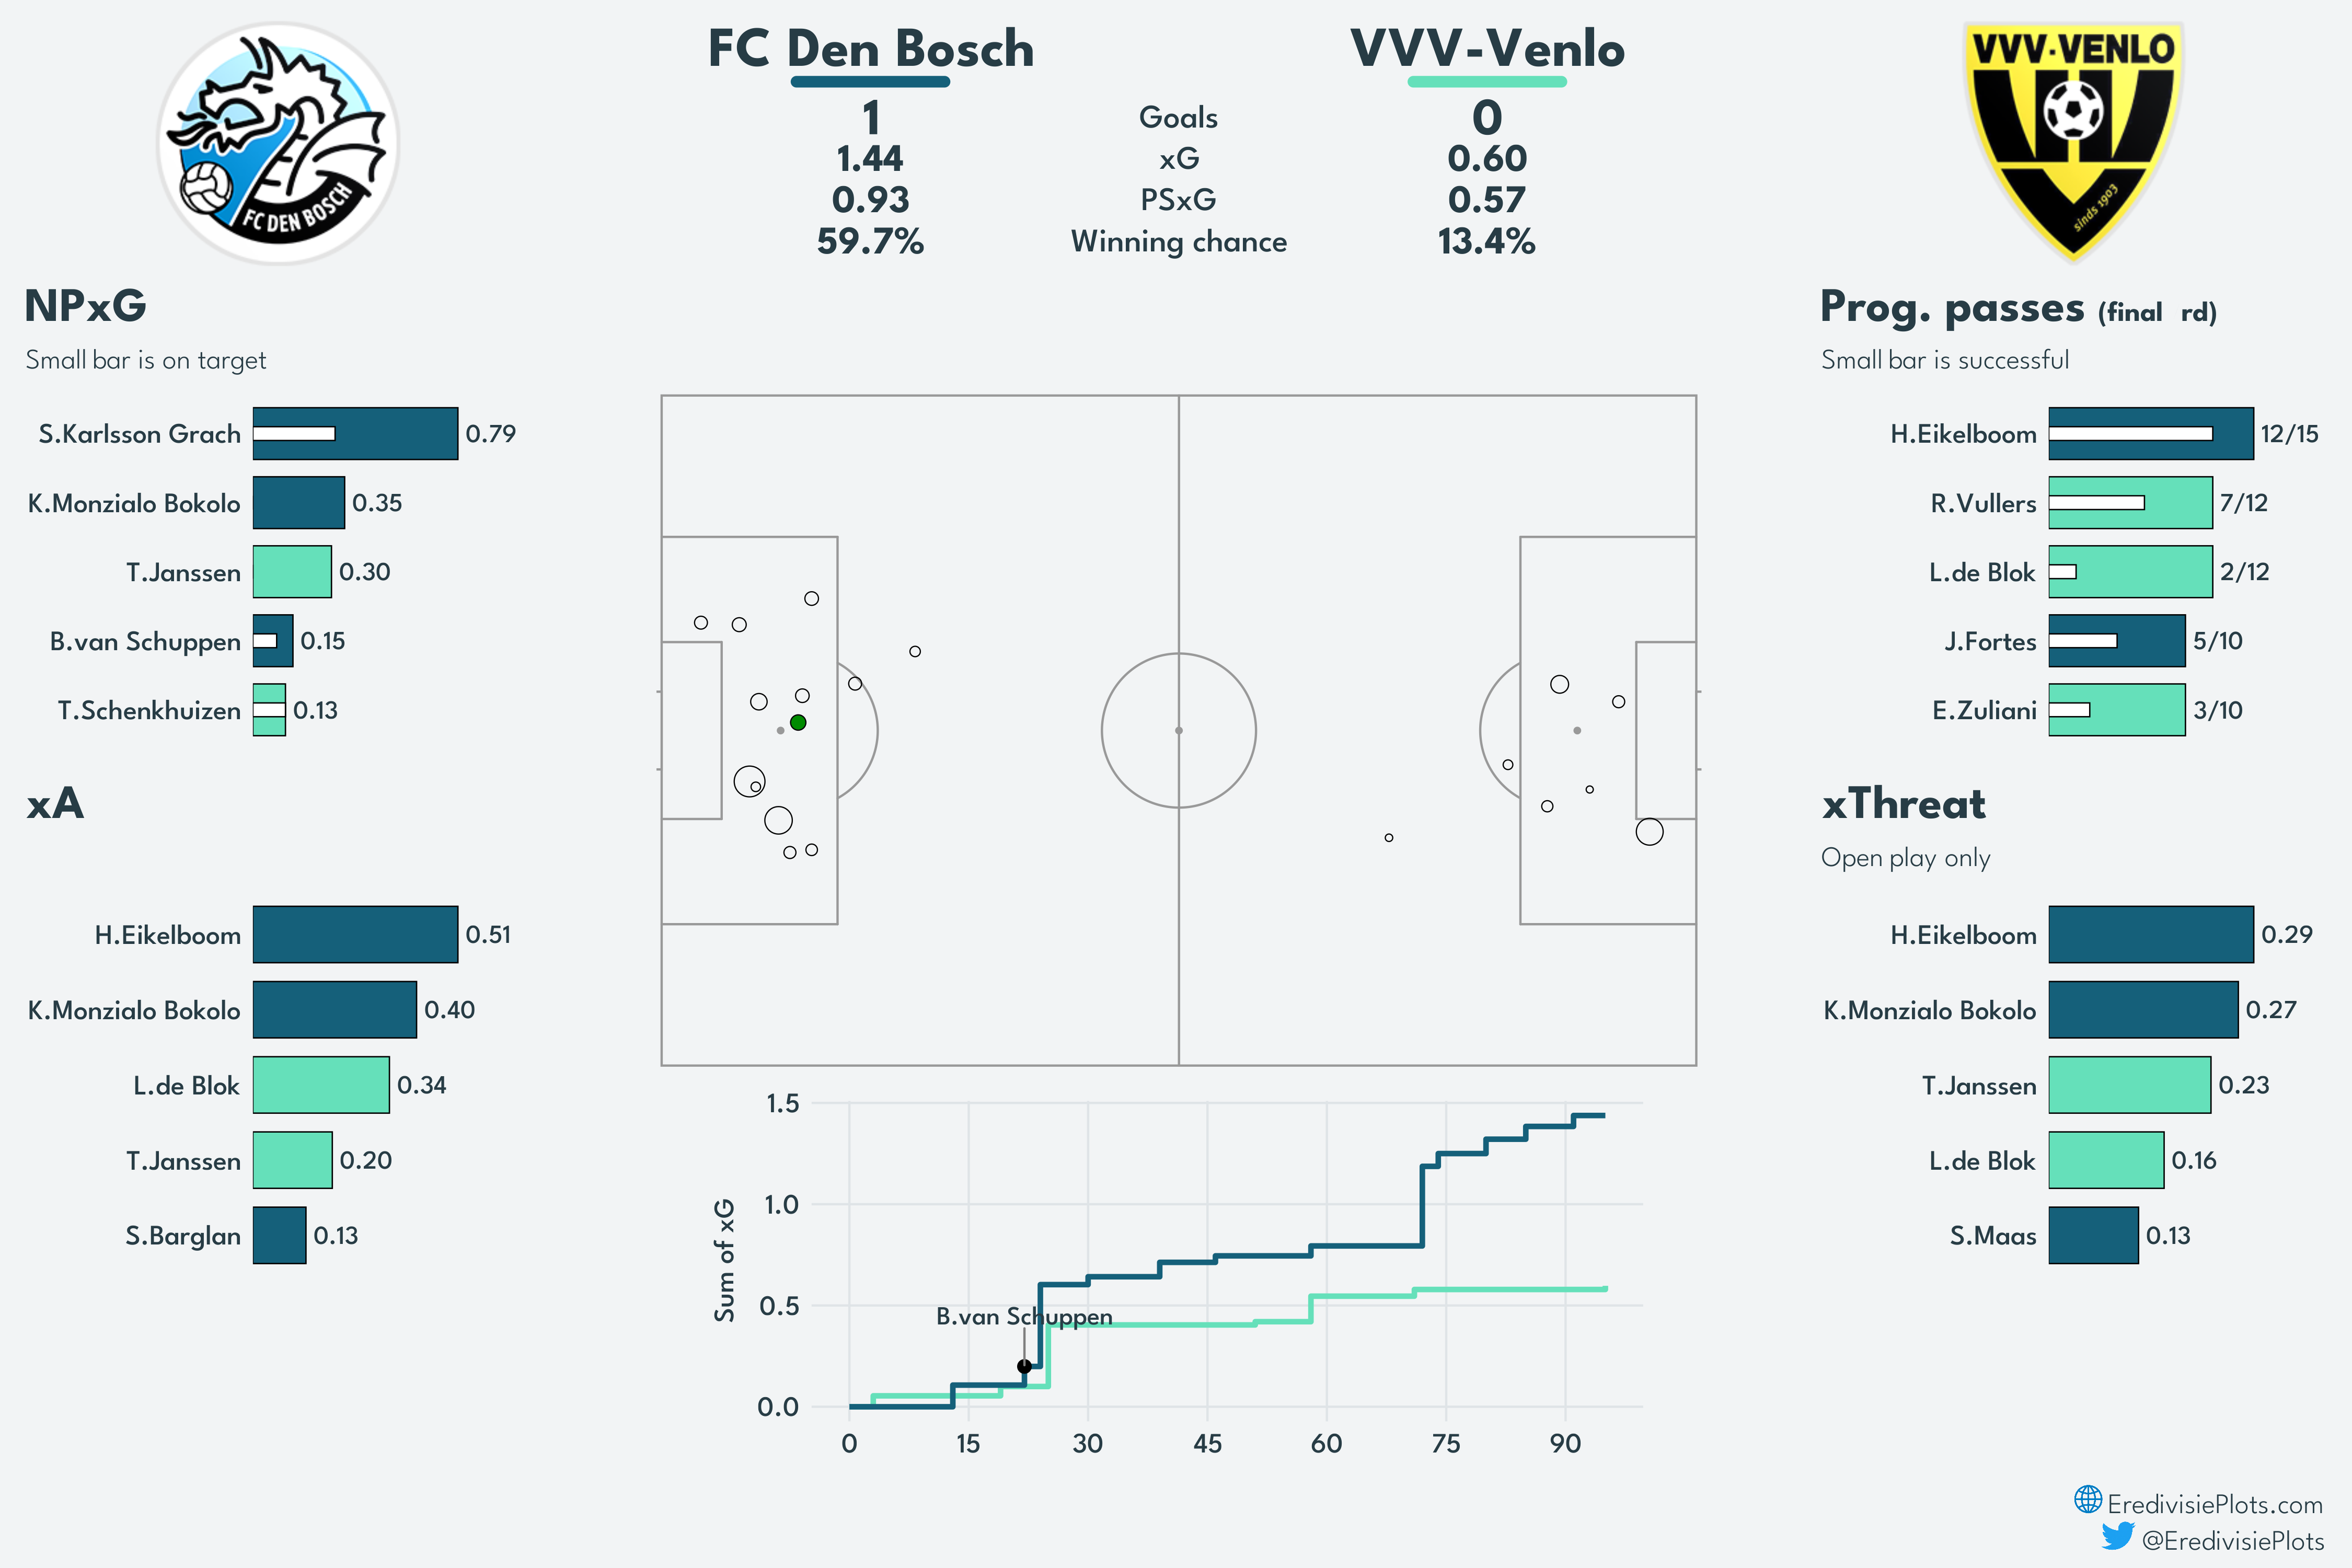 FC DEN BOSCH
FC Den Bosch
VVV-Venlo
VVV-VENLO
sinds 1903
1 Goals 0
1.44 xG 0.60
0.93 PSxG 0.57
59.7% Winning chance 13.4%
NPxG
Small bar is on target
S.Karlsson Grach 0.79
K.Monzialo Bokolo 0.35
T.Janssen 0.30
B.van Schuppen 0.15
T.Schenkhuizen 0.13
xA
H.Eikelboom 0.51
K.Monzialo Bokolo 0.40
L.de Blok 0.34
T.Janssen 0.20
S.Barglan 0.13
Sum of xG
1.5
1.0
0.5
0.0
B.van Schuppen
0 15 30 45 60 75 90
Prog. passes (final rd)
Small bar is successful
H.Eikelboom 12/15
R.Vullers 7/12
L.de Blok 2/12
J.Fortes 5/10
E.Zuliani 3/10
xThreat
Open play only
H.Eikelboom 0.29
K.Monzialo Bokolo 0.27
T.Janssen 0.23
L.de Blok 0.16
S.Maas 0.13
EredivisiePlots.com
@EredivisiePlots